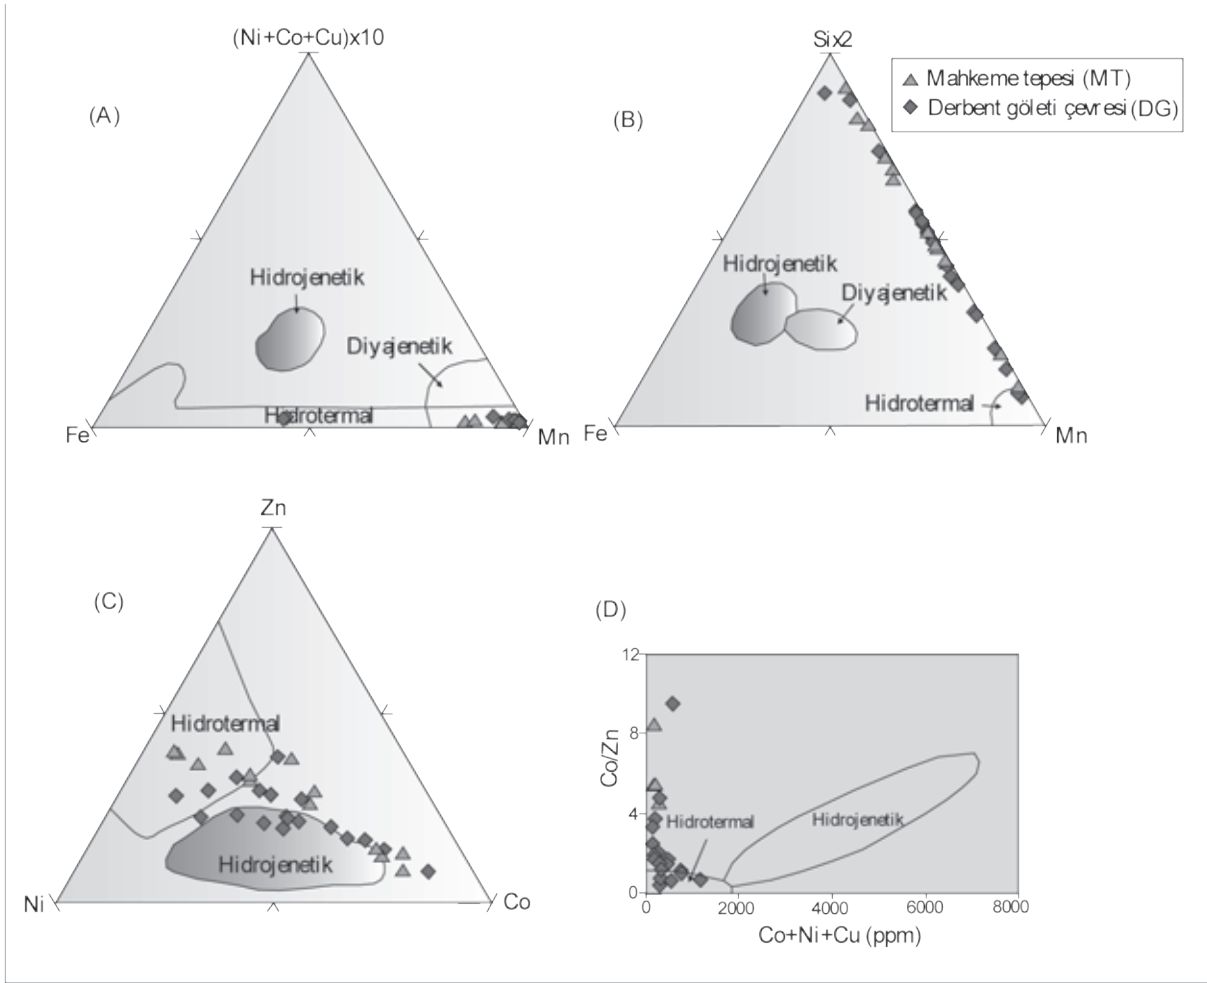 (Ni+Co+Cu)x10
(A)
Hidrojenetik
Diyajenetik
Hidrotermal
Fe
Mn
Six2
(B)
Mahkeme tepesi (MT)
Derbent göleti çevresi (DG)
Hidrojenetik
Diyajenetik
Hidrotermal
Fe
Mn
Zn
(C)
Hidrotermal
Hidrojenetik
Ni
Co
(D)
12
8
4
0
Co/Zn
Hidrotermal
Hidrojenetik
0 2000 4000 6000 8000
Co+Ni+Cu (ppm)